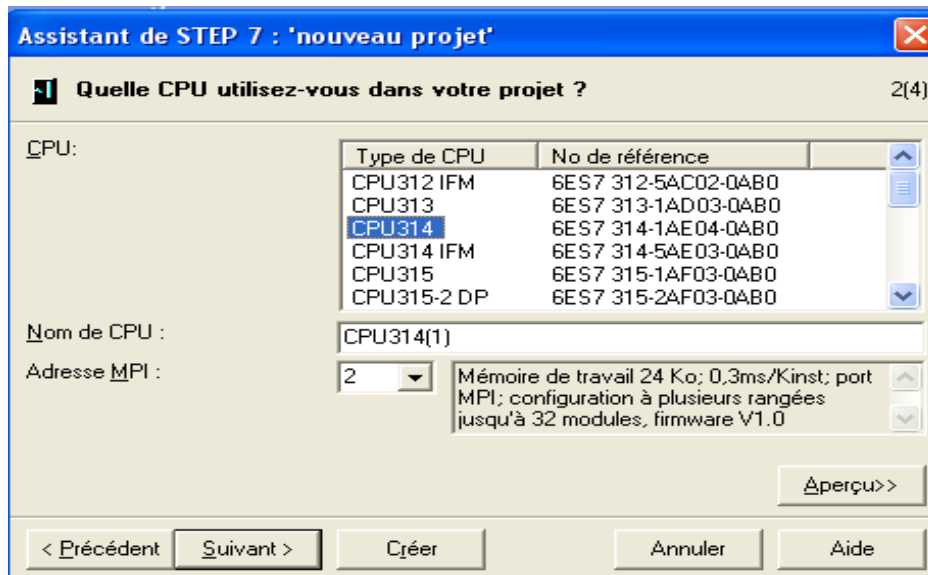 Assistant de STEP 7 : 'nouveau projet'
Quelle CPU utilisez-vous dans votre projet ? 2(4)
CPU:
Type de CPU No de référence
CPU312 IFM 6ES7 312-5AC02-0AB0
CPU313 6ES7 313-1AD03-0AB0
CPU314 6ES7 314-1AE04-0AB0
CPU314 IFM 6ES7 314-5AE03-0AB0
CPU315 6ES7 315-1AF03-0AB0
CPU315-2 DP 6ES7 315-2AF03-0AB0
Nom de CPU : CPU314(1)
Adresse MPI : 2
Mémoire de travail 24 Ko; 0,3ms/Kinst; port
MPI; configuration à plusieurs rangées
jusqu'à 32 modules, firmware V1.0
Aperçu>>
< Précédent Suivant > Créer Annuler Aide